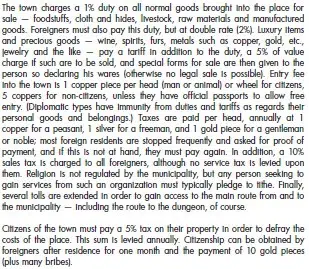 The town charges a 1% duty on all normal goods brought into the place for
sale — foodstuffs, cloth and hides, livestock, raw materials and manufactured
goods. Foreigners must also pay this duty, but at double rate (2%). Luxury items
and precious goods — wine, spirits, furs, metals such as copper, gold, etc.,
jewelry and the like — pay a tariff in addition to the duty, a 5% of value
charge if such are to be sold, and special forms for sale are then given to the
person so declaring his wares (otherwise no legal sale is possible). Entry fee
into the town is 1 copper piece per head (man or animal) or wheel for citizens,
5 coppers for non-citizens, unless they have official passports to allow free
entry. (Diplomatic types have immunity from duties and tariffs as regards their
personal goods and belongings.) Taxes are paid per head, annually at 1
copper for a peasant, 1 silver for a freeman, and 1 gold piece for a gentleman
or noble; most foreign residents are stopped frequently and asked for proof of
payment, and if this is not at hand, they must pay again. In addition, a 10%
sales tax is charged to all foreigners, although no service tax is levied upon
them. Religion is not regulated by the municipality, but any person seeking to
gain services from such an organization must typically pledge to tithe. Finally,
several tolls are extended in order to gain access to the main route from and to
the municipality — including the route to the dungeon, of course.
Citizens of the town must pay a 5% tax on their property in order to defray the
costs of the place. This sum is levied annually. Citizenship can be obtained by
foreigners after residence for one month and the payment of 10 gold pieces
(plus many bribes).